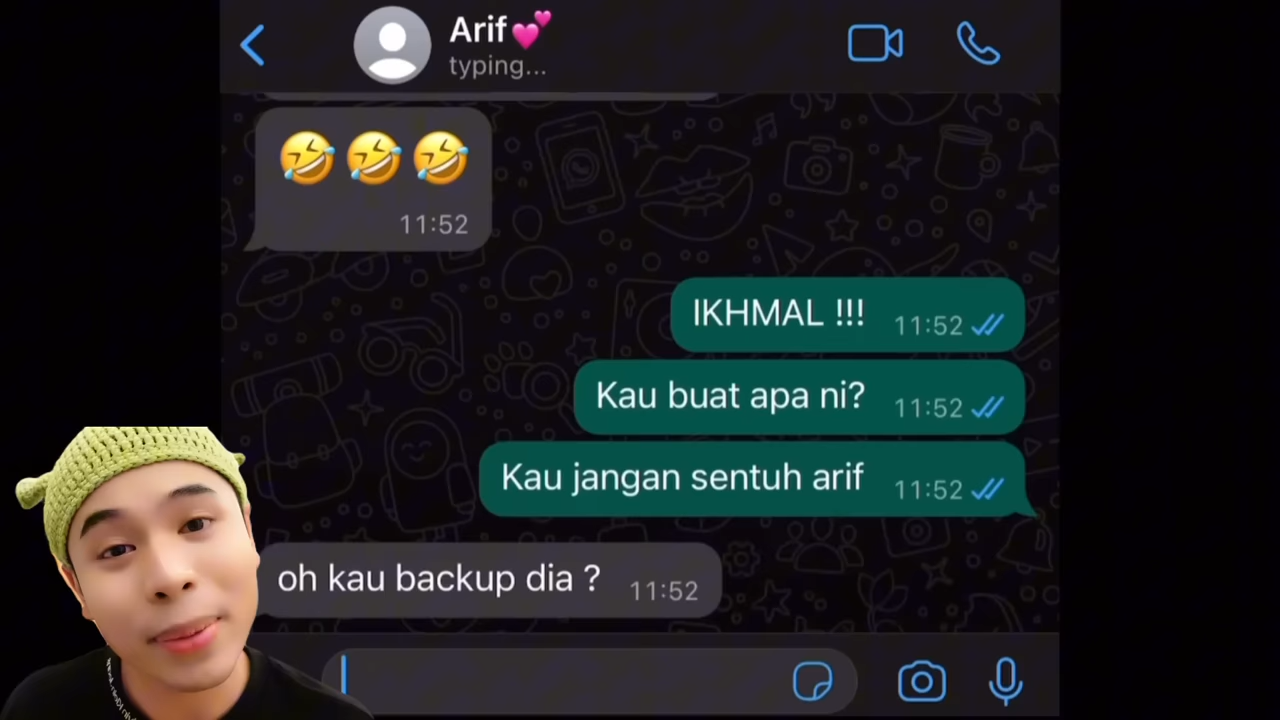 Arif💕
typing...
🤣🤣🤣
11:52
IKHMAL !!! 11:52
Kau buat apa ni? 11:52
Kau jangan sentuh arif 11:52
oh kau backup dia ? 11:52